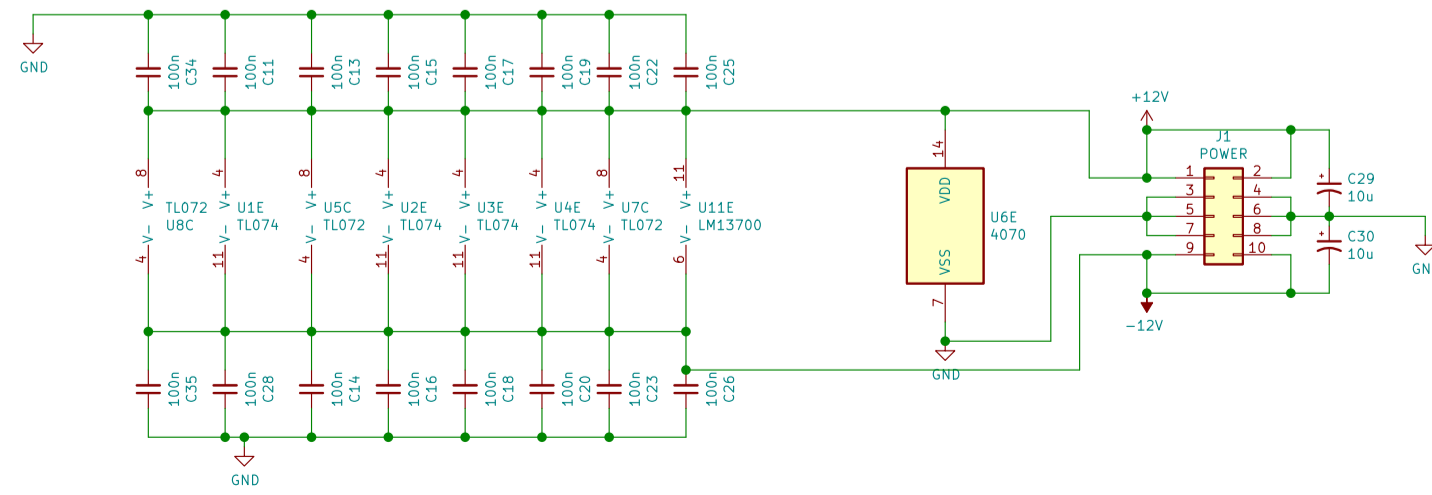 GND
100n
C34
100n
C11
100n
C13
100n
C15
100n
C17
100n
C19
100n
C22
100n
C25
+12V
J1
POWER
8
V+
TL072
U8C
V-
4
4
V+
U1E
TL074
V-
11
8
V+
U5C
TL072
V-
4
4
V+
U2E
TL074
V-
11
4
V+
U3E
TL074
V-
11
4
V+
U4E
TL074
V-
11
8
V+
U7C
TL072
V-
4
11
V+
U11E
LM13700
V-
6
14
VDD
U6E
4070
VSS
7
GND
1 2
3 4
5 6
7 8
9 10
+
C29
10u
+
C30
10u
GN
-12V
100n
C35
100n
C28
100n
C14
100n
C16
100n
C18
100n
C20
100n
C23
100n
C26
GND